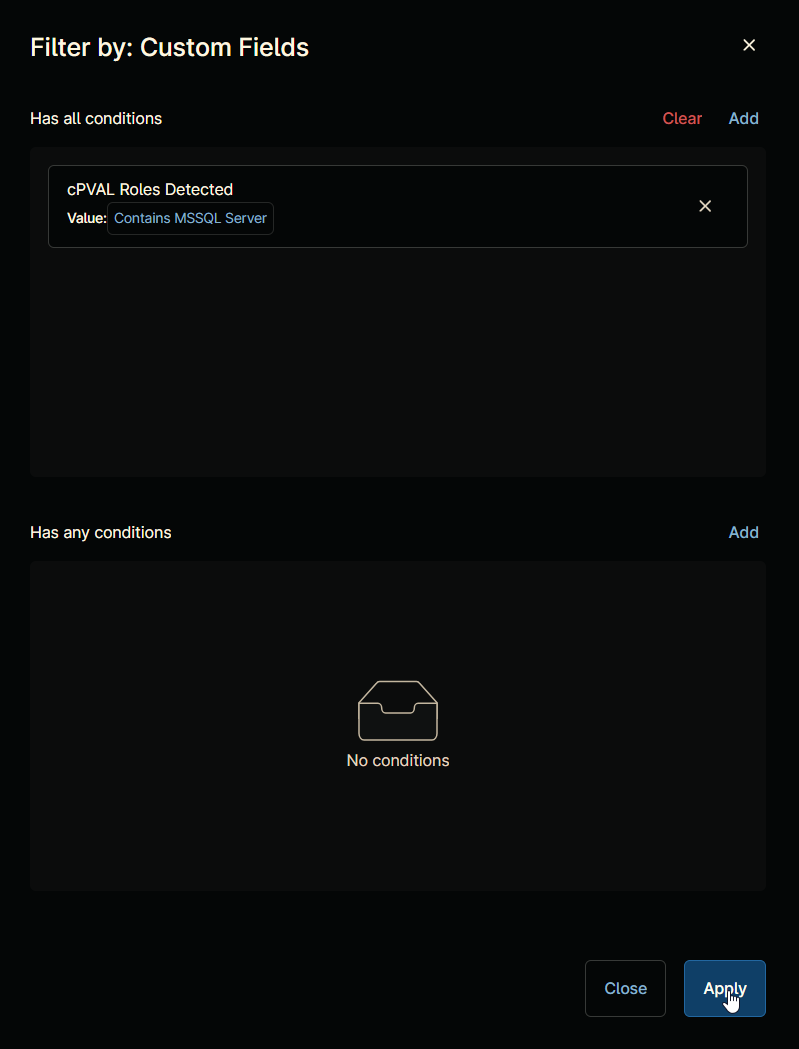 Filter by: Custom Fields
Has all conditions
Clear
Add
cPVAL Roles Detected
Value: Contains MSSQL Server
Has any conditions
Add
No conditions
Close
Apply